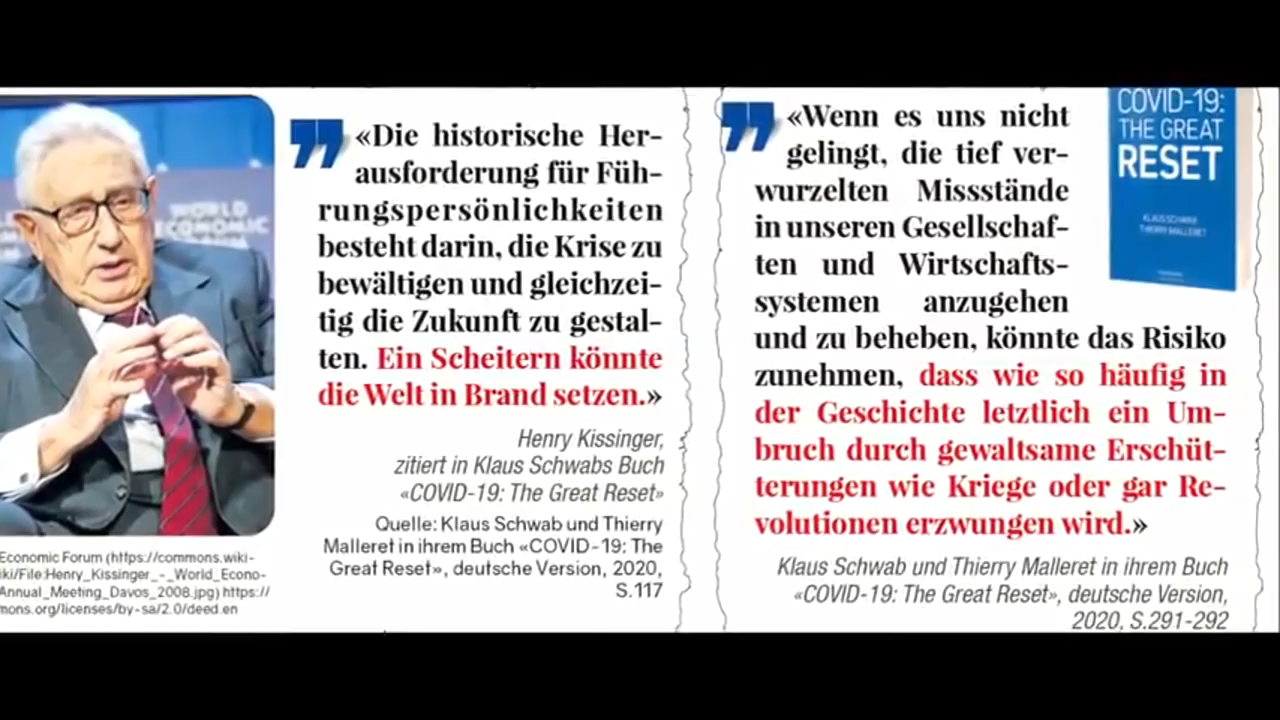 WORLD
ECONOMIC
«Die historische Her-
ausforderung für Füh-
rungspersönlichkeiten
besteht darin, die Krise zu
bewältigen und gleichzei-
tig die Zukunft zu gestal-
ten. Ein Scheitern könnte
die Welt in Brand setzen.»
Henry Kissinger,
zitiert in Klaus Schwabs Buch
«COVID-19: The Great Reset»
Quelle: Klaus Schwab und Thierry
Malleret in ihrem Buch «COVID-19: The
Great Reset», deutsche Version, 2020,
S.117
Economic Forum (https://commons.wiki-
iki/File:Henry_Kissinger_-_World_Econo-
Annual_Meeting_Davos_2008.jpg) https://
mons.org/licenses/by-sa/2.0/deed.en
«Wenn es uns nicht
gelingt, die tief ver-
wurzelten Missstände
in unseren Gesellschaf-
ten und Wirtschafts-
systemen anzugehen
und zu beheben, könnte das Risiko
zunehmen, dass wie so häufig in
der Geschichte letztlich ein Um-
bruch durch gewaltsame Erschüt-
terungen wie Kriege oder gar Re-
volutionen erzwungen wird.»
Klaus Schwab und Thierry Malleret in ihrem Buch
«COVID-19: The Great Reset», deutsche Version,
2020, S.291-292
COVID-19:
THE GREAT
RESET
KLAUS SCHWAB
THIERRY MALLERET